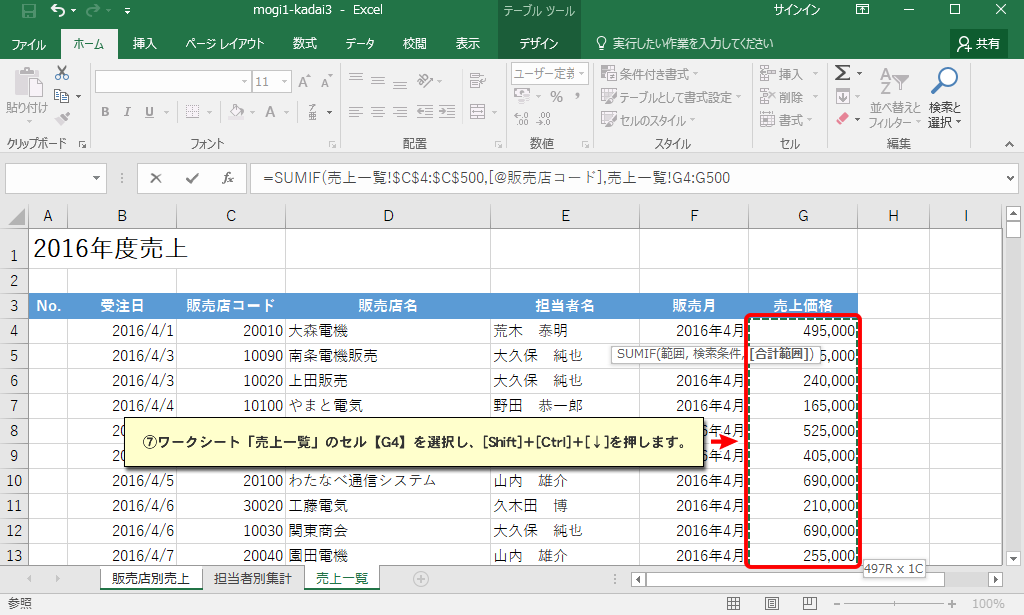 mogi1-kadai3 - Excel
テーブル ツール
サインイン
ファイル
ホーム
挿入
ページ レイアウト
数式
データ
校閲
表示
デザイン
実行したい作業を入力してください
共有
貼り付け
クリップボード
11
A A
B I U
A
フォント
配置
ユーザー定義
%
数値
条件付き書式
テーブルとして書式設定
セルのスタイル
スタイル
挿入
削除
書式
セル
Σ
並べ替えと
フィルター
検索と
選択
編集
fx
=SUMIF(売上一覧!$C$4:$C$500,[@販売店コード],売上一覧!G4:G500
A B C D E F G H I
1 2016年度売上
2
3 No. 受注日 販売店コード 販売店名 担当者名 販売月 売上価格
4 2016/4/1 20010 大森電機 荒木 泰明 2016年4月 495,000
5 2016/4/3 10090 南条電機販売 大久保 純也 5,000
SUMIF(範囲, 検索条件, [合計範囲])
6 2016/4/3 10020 上田販売 大久保 純也 2016年4月 240,000
7 2016/4/4 10100 やまと電気 野田 恭一郎 2016年4月 165,000
8 20 年4月 525,000
⑦ワークシート「売上一覧」のセル【G4】を選択し、[Shift]+[Ctrl]+[↓]を押します。
9 20 年4月 405,000
10 2016/4/5 20100 わたなべ通信システム 山内 雄介 2016年4月 690,000
11 2016/4/6 30020 工藤電気 久木田 博 2016年4月 210,000
12 2016/4/6 10030 関東商会 大久保 純也 2016年4月 690,000
13 2016/4/7 20040 園田電機 山内 雄介 2016年4月 255,000
497R x 1C
販売店別売上 担当者別集計 売上一覧
参照
100%